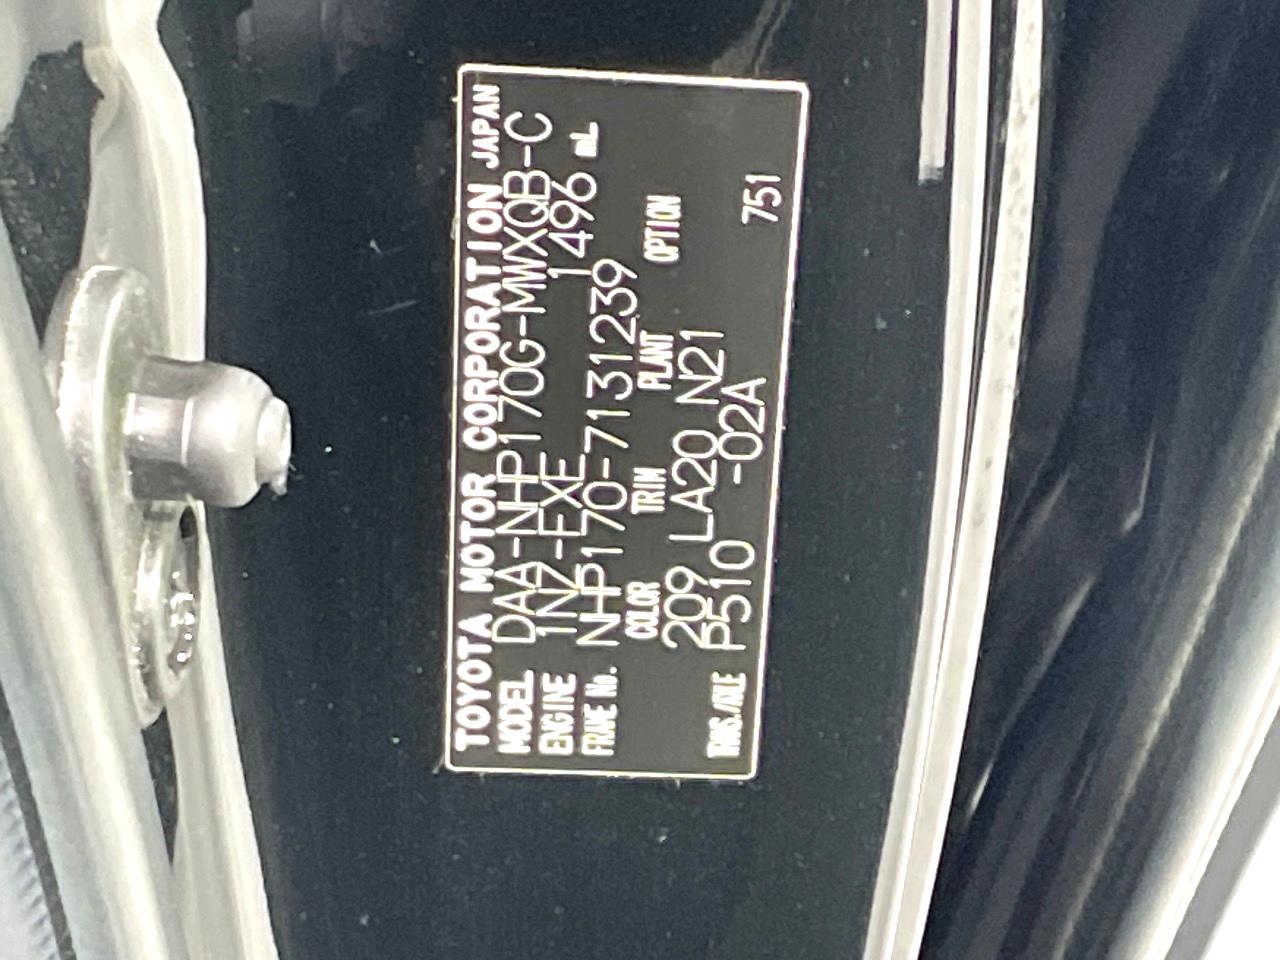 TOYOTA MOTOR CORPORATION JAPAN
MODEL DAA-NHP170G-MWXQB-C
ENGINE 1NZ-FXE 1496 mL
FRAME No. NHP170-7131239
COLOR TRIM PLANT OPTION
209 LA20 N21
TRNS./AXLE P510 -02A 751